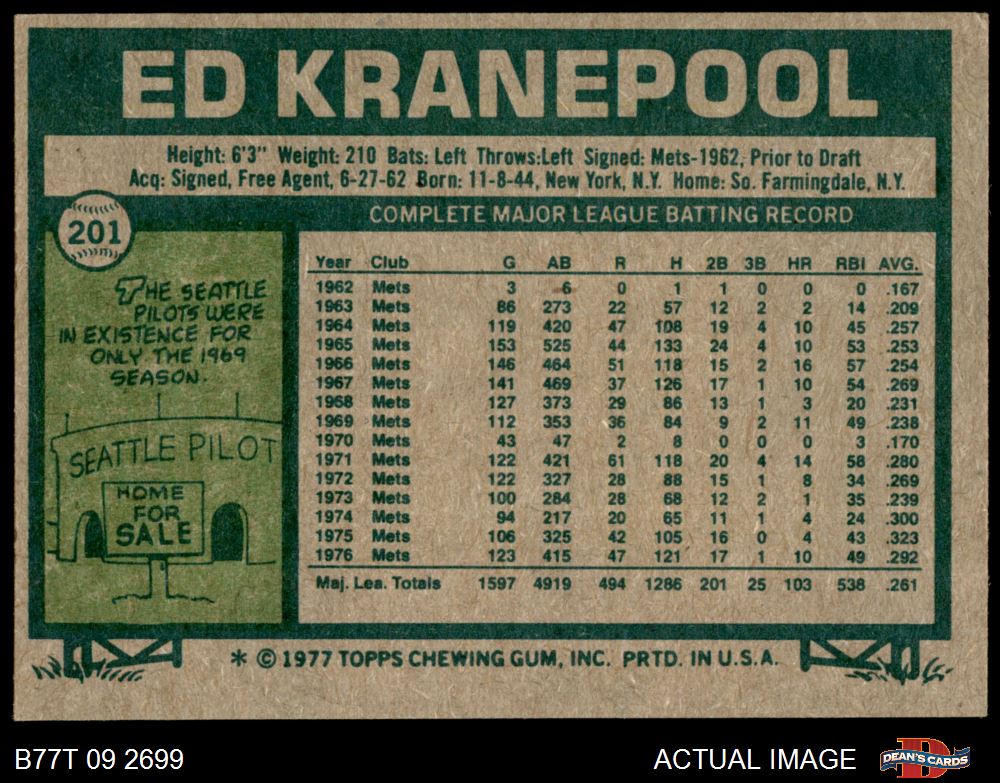 ED KRANEPOOL
Height: 6'3" Weight: 210 Bats: Left Throws:Left Signed: Mets-1962, Prior to Draft
Acq: Signed, Free Agent, 6-27-62 Born: 11-8-44, New York, N.Y. Home: So. Farmingdale, N.Y.
201
THE SEATTLE
PILOTS WERE
IN EXISTENCE FOR
ONLY THE 1969
SEASON.
SEATTLE PILOT
HOME
FOR
SALE
COMPLETE MAJOR LEAGUE BATTING RECORD
Year Club G AB R H 2B 3B HR RBI AVG.
1962 Mets 3 6 0 1 1 0 0 0 .167
1963 Mets 86 273 22 57 12 2 2 14 .209
1964 Mets 119 420 47 108 19 4 10 45 .257
1965 Mets 153 525 44 133 24 4 10 53 .253
1966 Mets 146 464 51 118 15 2 16 57 .254
1967 Mets 141 469 37 126 17 1 10 54 .269
1968 Mets 127 373 29 86 13 1 3 20 .231
1969 Mets 112 353 36 84 9 2 11 49 .238
1970 Mets 43 47 2 8 0 0 0 3 .170
1971 Mets 122 421 61 118 20 4 14 58 .280
1972 Mets 122 327 28 88 15 1 8 34 .269
1973 Mets 100 284 28 68 12 2 1 35 .239
1974 Mets 94 217 20 65 11 1 4 24 .300
1975 Mets 106 325 42 105 16 0 4 43 .323
1976 Mets 123 415 47 121 17 1 10 49 .292
Maj. Lea. Totals 1597 4919 494 1286 201 25 103 538 .261
* © 1977 TOPPS CHEWING GUM, INC. PRTD. IN U.S.A.
B77T 09 2699
ACTUAL IMAGE
DEAN'S CARDS